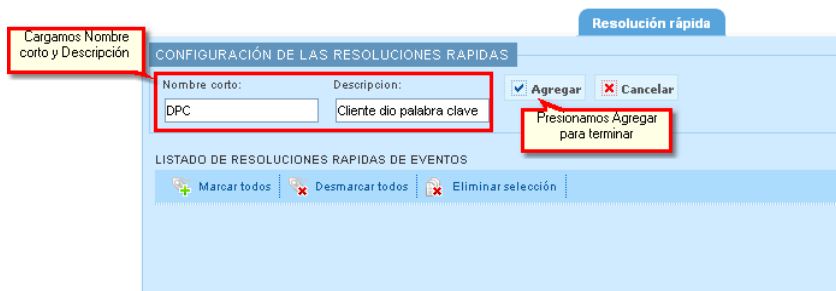 Resolución rápida
Cargamos Nombre
corto y Descripción
CONFIGURACIÓN DE LAS RESOLUCIONES RAPIDAS
Nombre corto:
Descripcion:
DPC
Cliente dio palabra clave
Agregar
Cancelar
Presionamos Agregar
para terminar
LISTADO DE RESOLUCIONES RAPIDAS DE EVENTOS
Marcar todos
Desmarcar todos
Eliminar selección